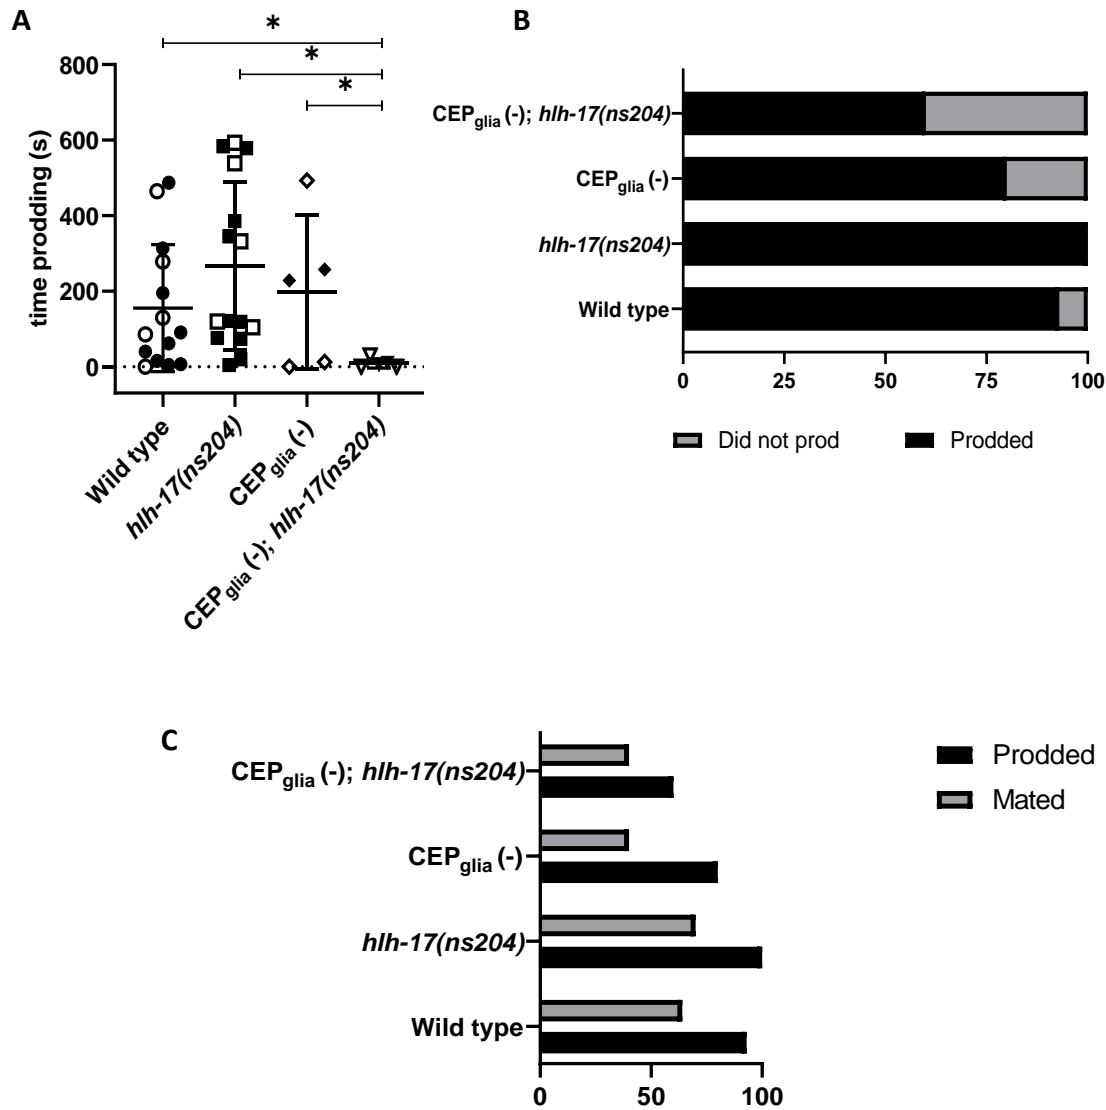 A
*
*
*
time prodding (s)
800
600
400
200
0
Wild type
hlh-17(ns204)
CEPglia (-)
CEPglia (-); hlh-17(ns204)
B
CEPglia (-); hlh-17(ns204)
CEPglia (-)
hlh-17(ns204)
Wild type
0 25 50 75 100
Did not prod Prodded
C
CEPglia (-); hlh-17(ns204)
CEPglia (-)
hlh-17(ns204)
Wild type
0 50 100
Prodded
Mated